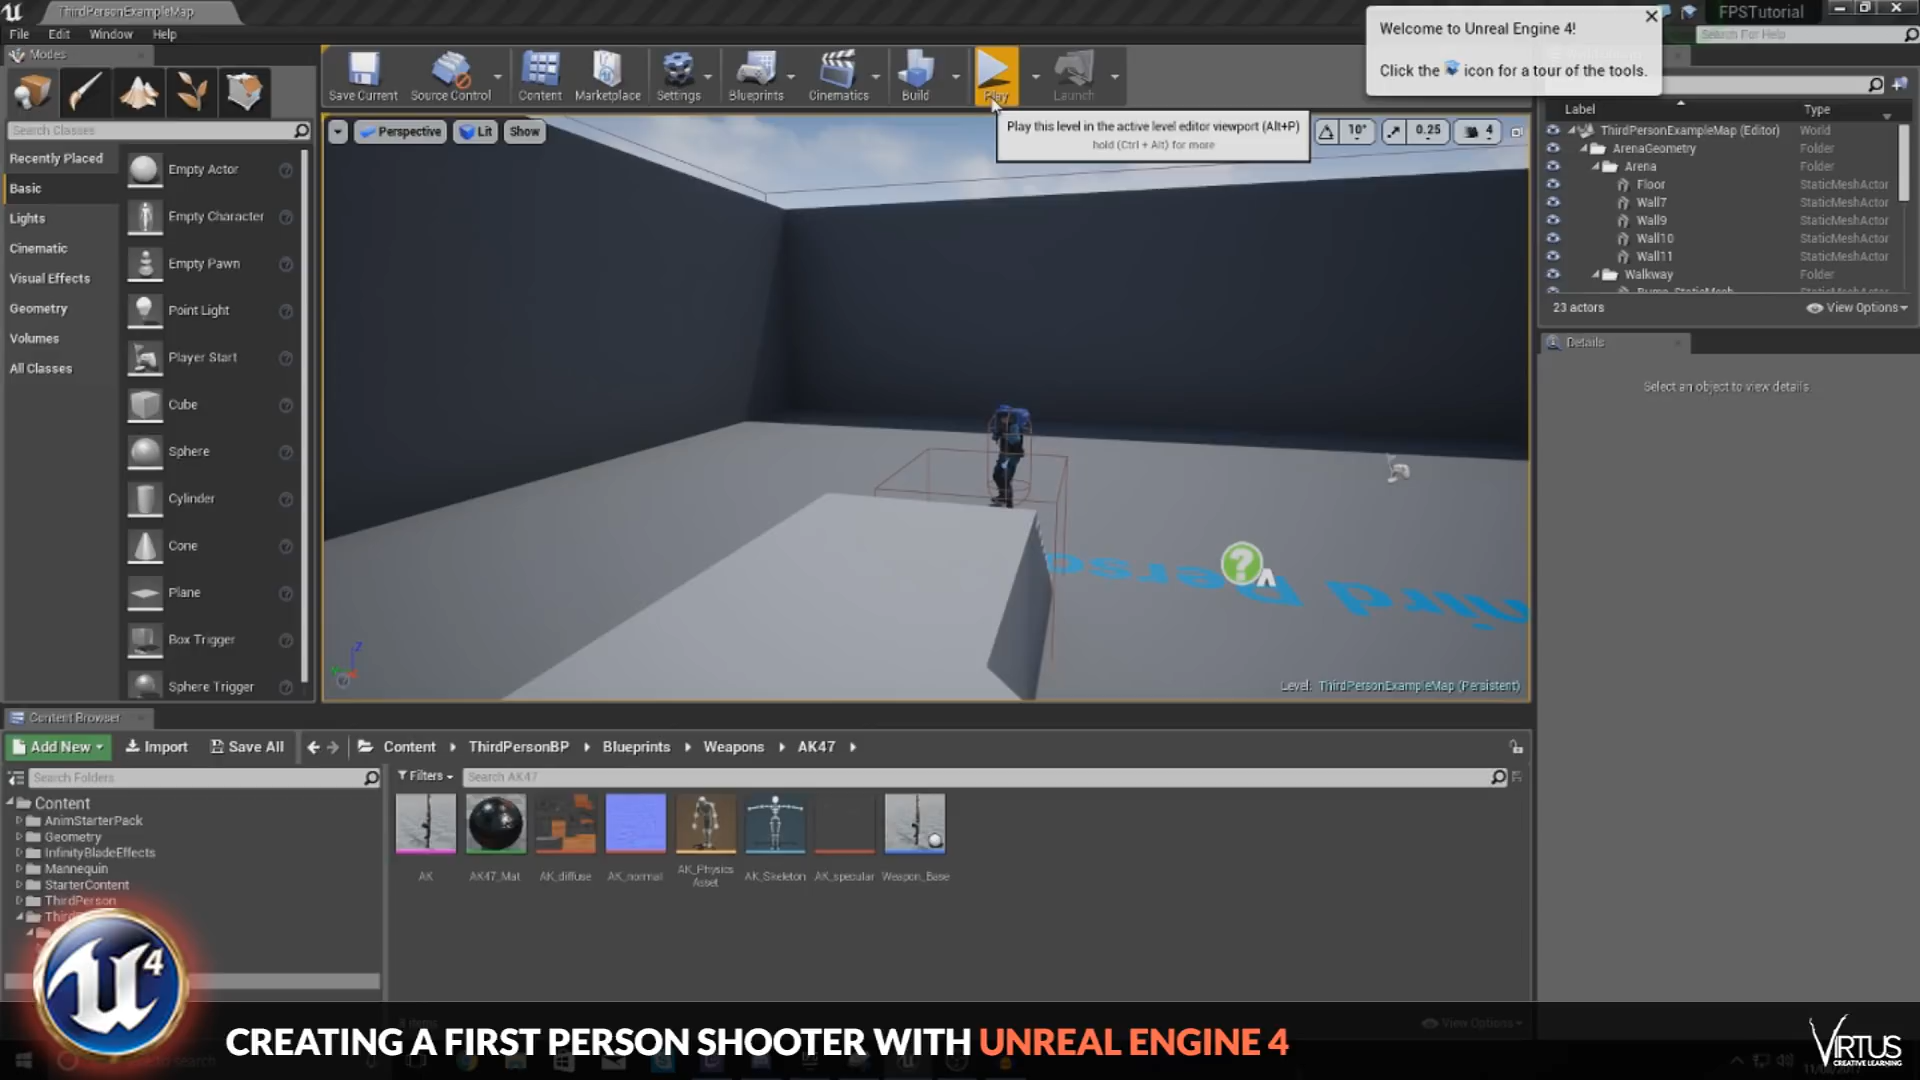 ThirdPersonExampleMap
FPSTutorial
File Edit Window Help
Search For Help
Welcome to Unreal Engine 4!
Click the icon for a tour of the tools.
Modes
Save Current
Source Control
Content
Marketplace
Settings
Blueprints
Cinematics
Build
Play
Launch
Play this level in the active level editor viewport (Alt+P)
hold (Ctrl + Alt) for more
Search Classes
Perspective
Lit
Show
10°
0.25
4
Recently Placed
Basic
Lights
Cinematic
Visual Effects
Geometry
Volumes
All Classes
Empty Actor
Empty Character
Empty Pawn
Point Light
Player Start
Cube
Sphere
Cylinder
Cone
Plane
Box Trigger
Sphere Trigger
Label Type
ThirdPersonExampleMap (Editor) World
ArenaGeometry Folder
Arena Folder
Floor StaticMeshActor
Wall7 StaticMeshActor
Wall9 StaticMeshActor
Wall10 StaticMeshActor
Wall11 StaticMeshActor
Walkway Folder
23 actors
View Options
Details
Select an object to view details
Level: ThirdPersonExampleMap (Persistent)
Content Browser
Add New
Import
Save All
Content
ThirdPersonBP
Blueprints
Weapons
AK47
Search Folders
Filters
Search AK47
Content
AnimStarterPack
Geometry
InfinityBladeEffects
Mannequin
StarterContent
ThirdPerson
AK
AK47_Mat
AK_diffuse
AK_normal
AK_Physics
Asset
AK_Skeleton
AK_specular
Weapon_Base
View Options
4
CREATING A FIRST PERSON SHOOTER WITH UNREAL ENGINE 4
VIRTUS
CREATIVE LEARNING